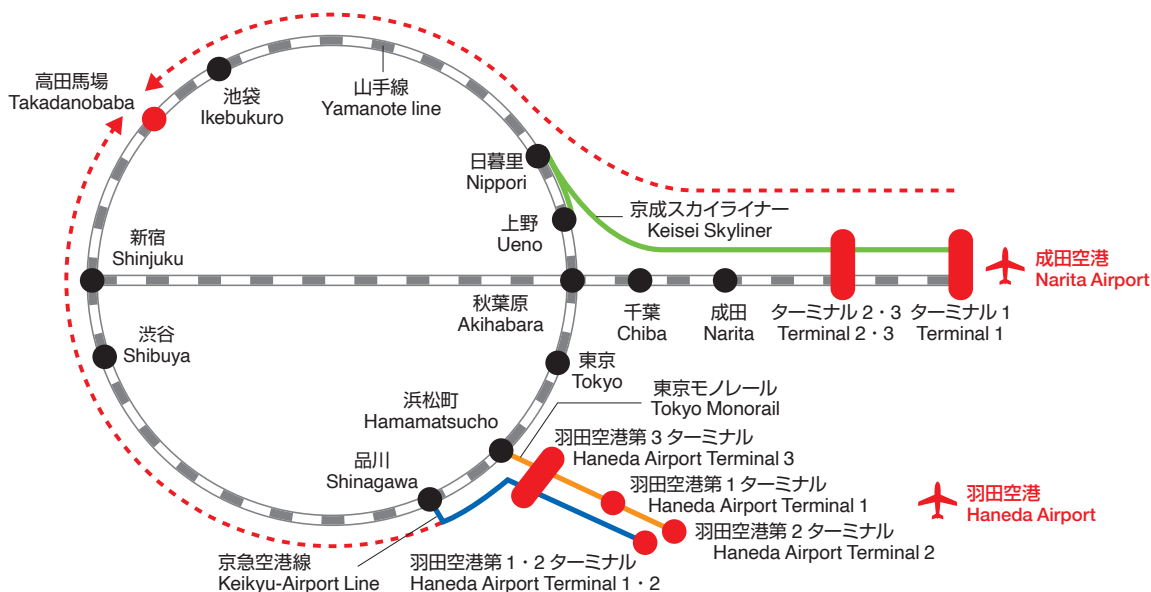 高田馬場
Takadanobaba
池袋
Ikebukuro
山手線
Yamanote line
日暮里
Nippori
上野
Ueno
京成スカイライナー
Keisei Skyliner
新宿
Shinjuku
秋葉原
Akihabara
千葉
Chiba
成田
Narita
ターミナル 2・3
Terminal 2・3
ターミナル 1
Terminal 1
成田空港
Narita Airport
渋谷
Shibuya
東京
Tokyo
浜松町
Hamamatsucho
東京モノレール
Tokyo Monorail
品川
Shinagawa
羽田空港第 3 ターミナル
Haneda Airport Terminal 3
羽田空港第 1 ターミナル
Haneda Airport Terminal 1
羽田空港第 2 ターミナル
Haneda Airport Terminal 2
羽田空港
Haneda Airport
京急空港線
Keikyu-Airport Line
羽田空港第 1・2 ターミナル
Haneda Airport Terminal 1・2